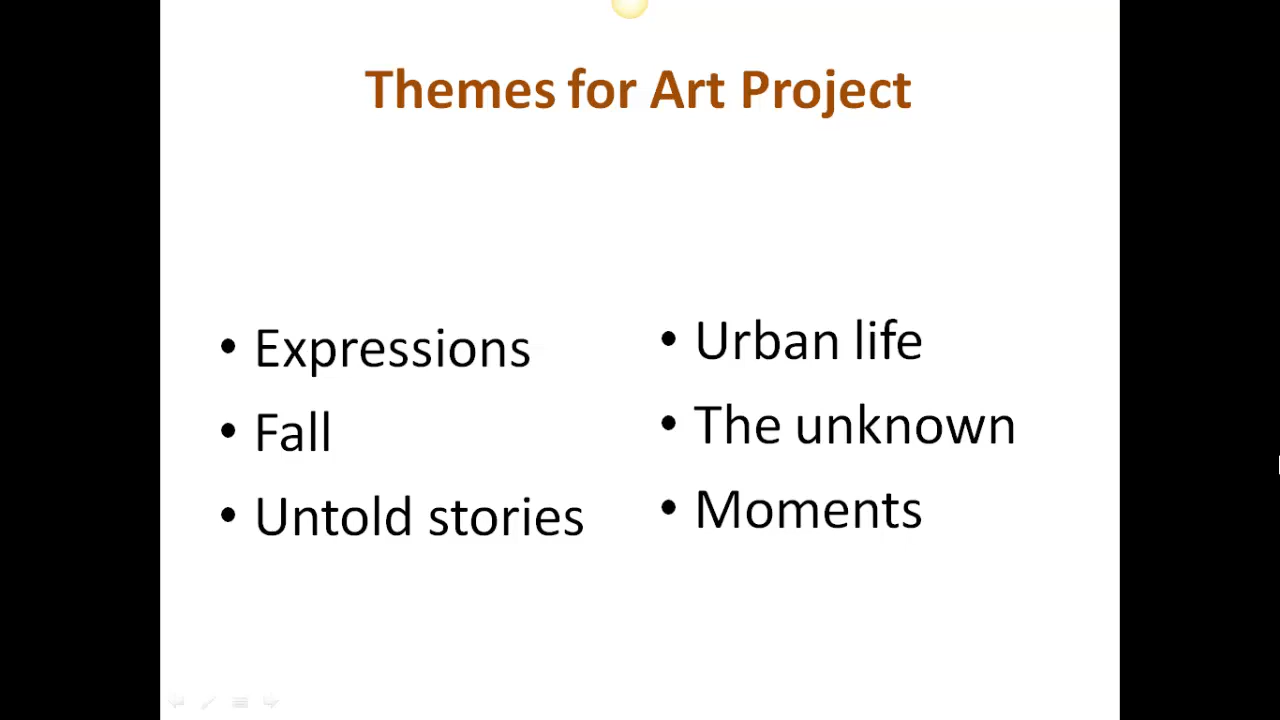 Themes for Art Project
• Expressions
• Fall
• Untold stories
• Urban life
• The unknown
• Moments